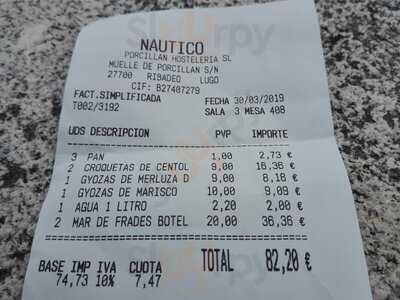 NAUTICO
PORCILLAN HOSTELERIA SL
MUELLE DE PORCILLAN S/N
27700 RIBADEO LUGO
CIF: B27407279
FACT.SIMPLIFICADA FECHA 30/03/2019
T002/3192 SALA 3 MESA 408
UDS DESCRIPCION PVP IMPORTE
3 PAN 1,00 2,73 €
2 CROQUETAS DE CENTOL 9,00 16,36 €
1 GYOZAS DE MERLUZA D 9,00 8,18 €
1 GYOZAS DE MARISCO 10,00 9,09 €
1 AGUA 1 LITRO 2,20 2,00 €
2 MAR DE FRADES BOTEL 20,00 36,36 €
BASE IMP IVA CUOTA TOTAL 82,20 €
74,73 10% 7,47